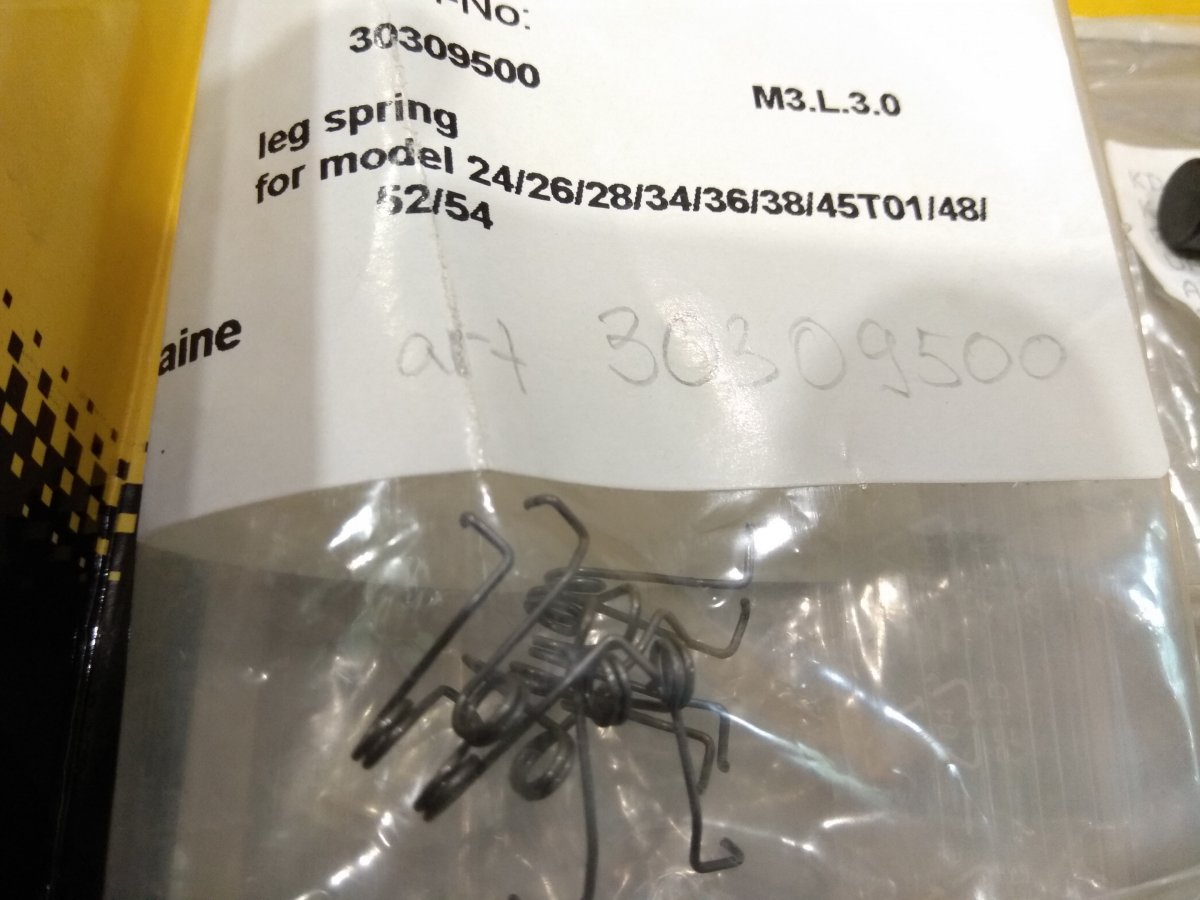 -No:
30309500
M3.L.3.0
leg spring
for model 24/26/28/34/36/38/45T01/48/
52/54
aine
art 30309500